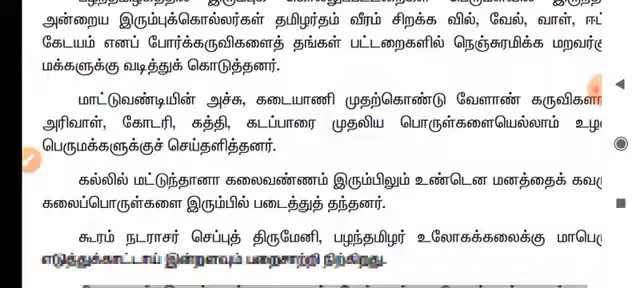 அன்றைய இரும்புக்கொல்லர்கள் தமிழர்தம் வீரம் சிறக்க வில், வேல், வாள்,
கேடயம் எனப் போர்க்கருவிகளைத் தங்கள் பட்டறைகளில் நெஞ்சுரமிக்க
மக்களுக்கு வடித்துக் கொடுத்தனர்.
மாட்டுவண்டியின் அச்சு, கடையாணி முதற்கொண்டு வேளாண்
அரிவாள், கோடரி, கத்தி, கடப்பாரை முதலிய பொருள்களையெல்லாம்
பெருமக்களுக்குச் செய்தளித்தனர்.
கல்லில் மட்டுந்தானா கலைவண்ணம் இரும்பிலும் உண்டென மனத்தைக்
கலைப்பொருள்களை இரும்பில் படைத்துத் தந்தனர்.
கூரம் நடராசர் செப்புத் திருமேனி, பழந்தமிழர் உலோகக்கலைக்கு
எடுத்துக்காட்டாய் இன்றளவும் பறைசாற்றி நிற்கிறது.